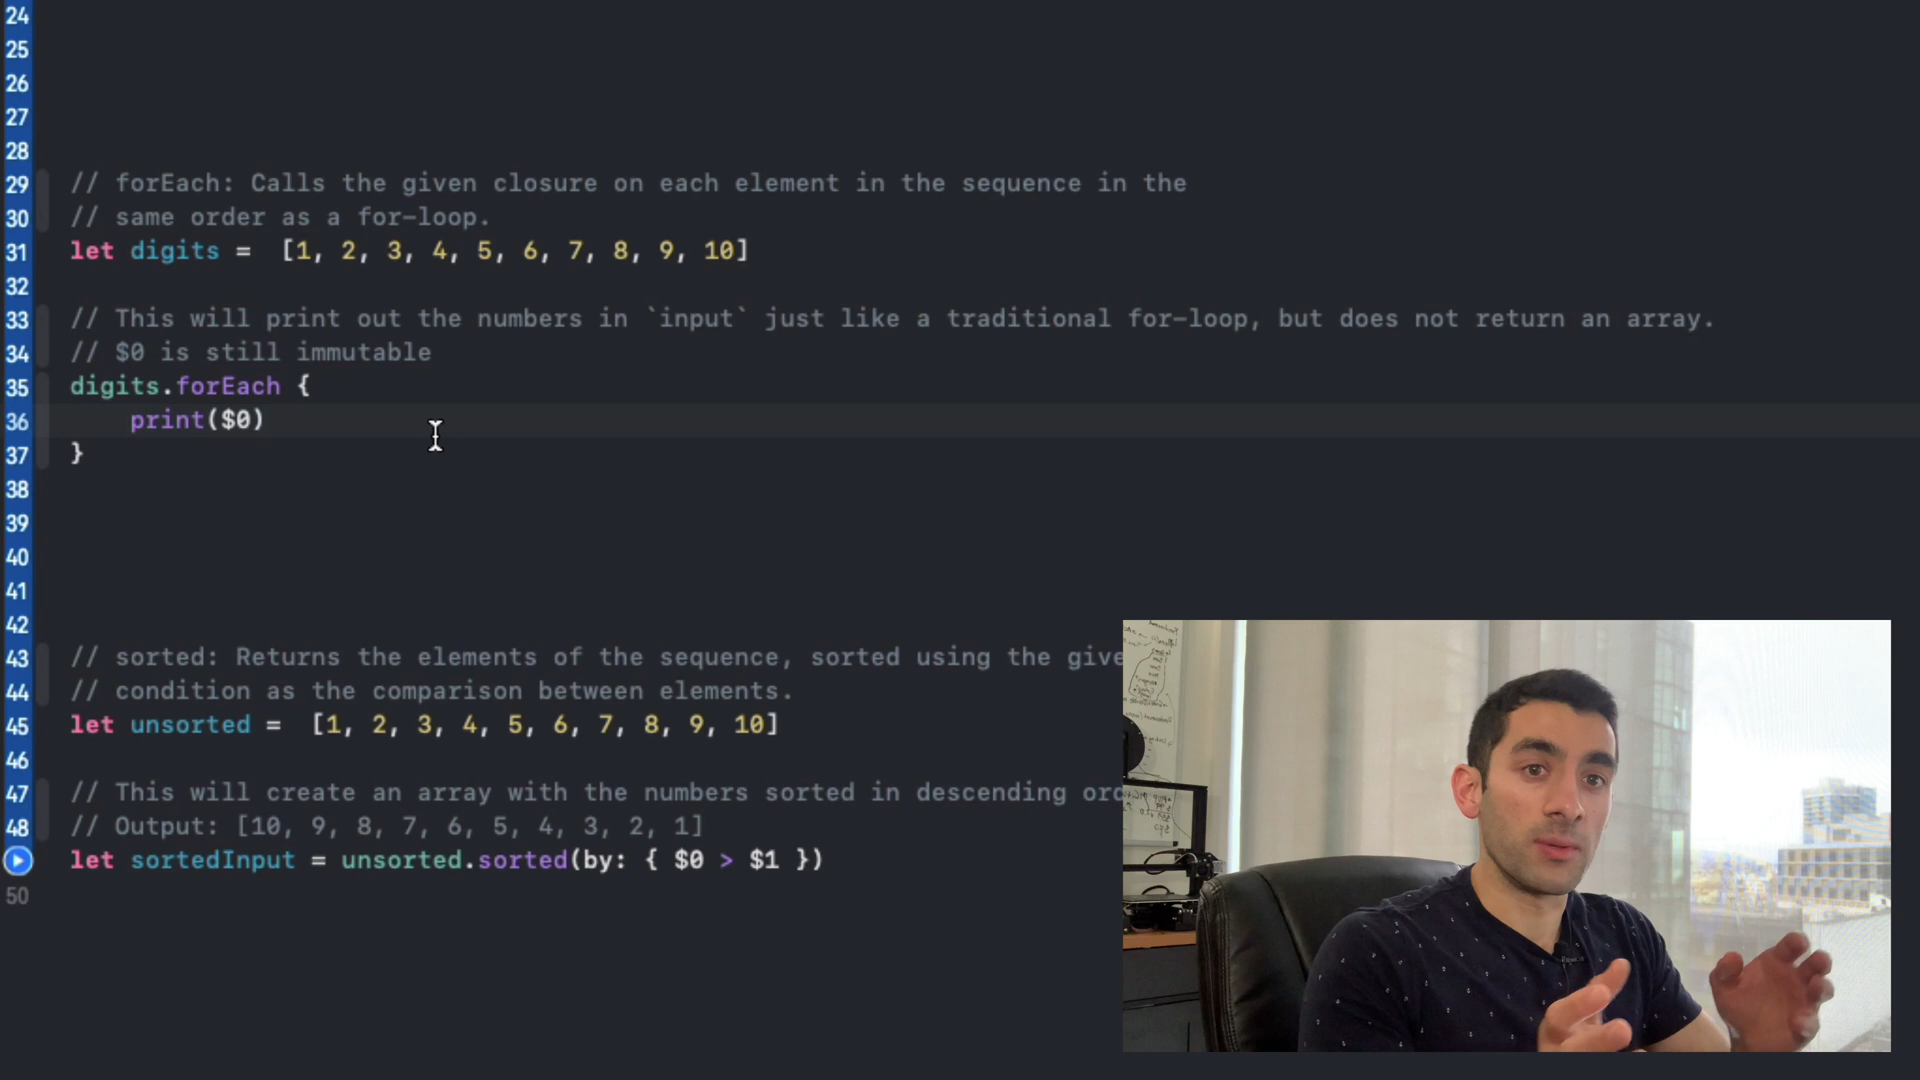 24
25
26
27
28
29 // forEach: Calls the given closure on each element in the sequence in the
30 // same order as a for-loop.
31 let digits =  [1, 2, 3, 4, 5, 6, 7, 8, 9, 10]
32
33 // This will print out the numbers in `input` just like a traditional for-loop, but does not return an array.
34 // $0 is still immutable
35 digits.forEach {
36     print($0)
37 }
38
39
40
41
42
43 // sorted: Returns the elements of the sequence, sorted using the give
44 // condition as the comparison between elements.
45 let unsorted =  [1, 2, 3, 4, 5, 6, 7, 8, 9, 10]
46
47 // This will create an array with the numbers sorted in descending ord
48 // Output: [10, 9, 8, 7, 6, 5, 4, 3, 2, 1]
let sortedInput = unsorted.sorted(by: { $0 > $1 })
50